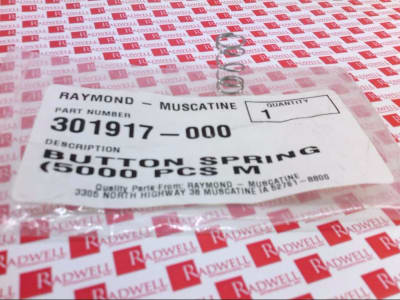 RAYMOND - MUSCATINE
PART NUMBER
301917-000
QUANTITY
1
DESCRIPTION
BUTTON SPRING
(5000 PCS M
Quality Parts From: RAYMOND - MUSCATINE
3305 NORTH HIGHWAY 38 MUSCATINE IA 52761-8800
RADWELL